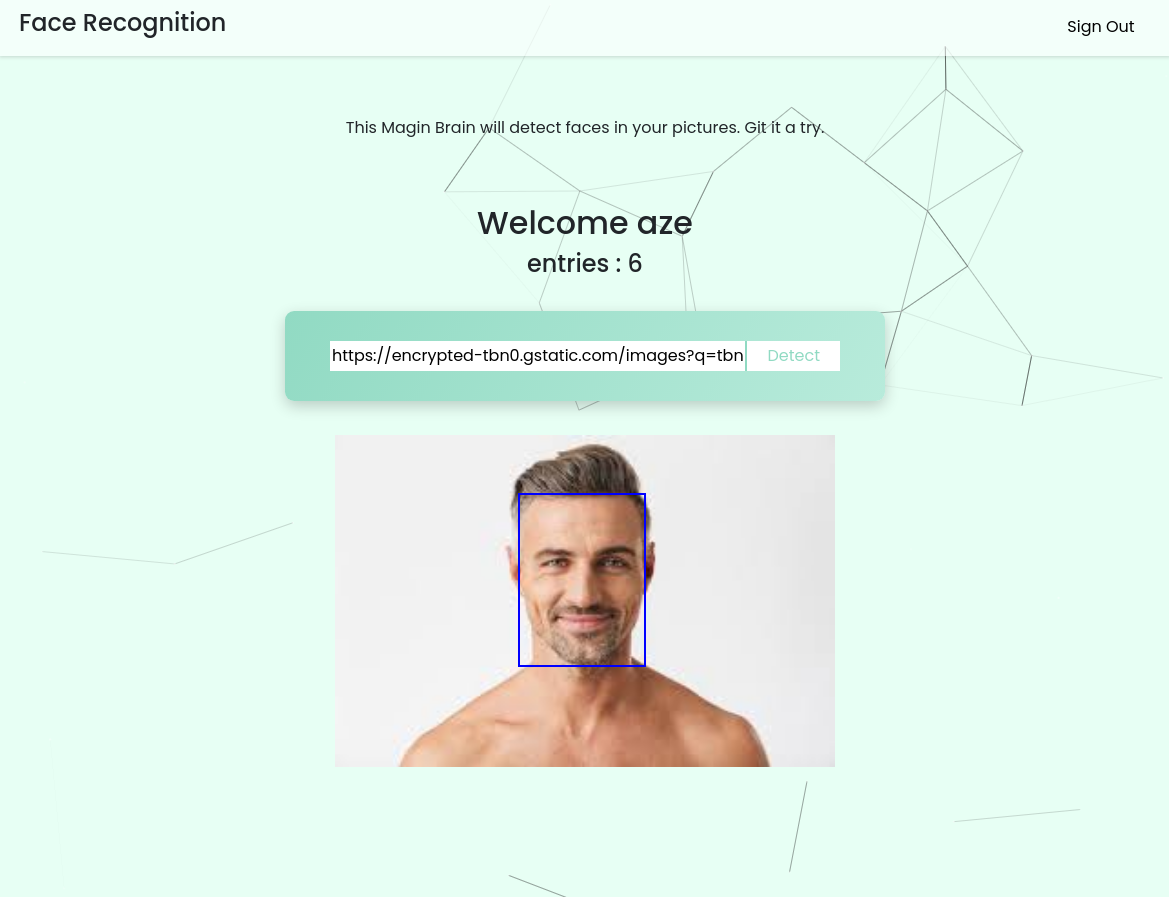 Face Recognition
Sign Out
This Magin Brain will detect faces in your pictures. Git it a try.
Welcome aze
entries : 6
https://encrypted-tbn0.gstatic.com/images?q=tbn
Detect